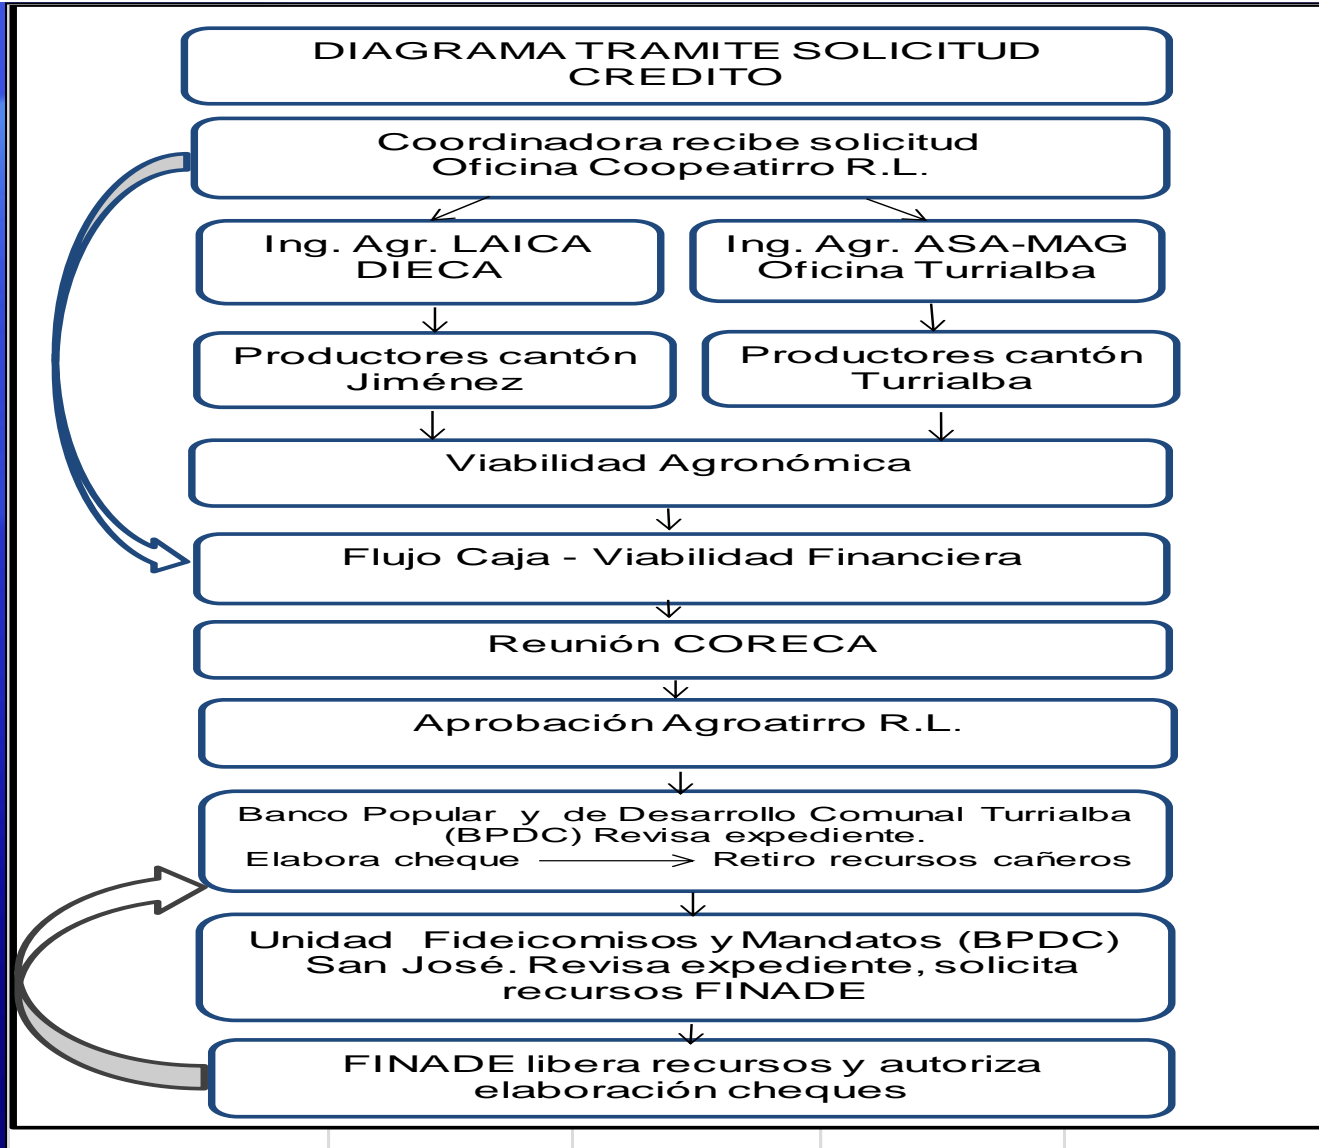 DIAGRAMA TRAMITE SOLICITUD
CREDITO
Coordinadora recibe solicitud
Oficina Coopeatirro R.L.
Ing. Agr. LAICA
DIECA
Ing. Agr. ASA-MAG
Oficina Turrialba
Productores cantón
Jiménez
Productores cantón
Turrialba
Viabilidad Agronómica
Flujo Caja - Viabilidad Financiera
Reunión CORECA
Aprobación Agroatirro R.L.
Banco Popular y de Desarrollo Comunal Turrialba
(BPDC) Revisa expediente.
Elabora cheque Retiro recursos cañeros
Unidad Fideicomisos y Mandatos (BPDC)
San José. Revisa expediente, solicita
recursos FINADE
FINADE libera recursos y autoriza
elaboración cheques